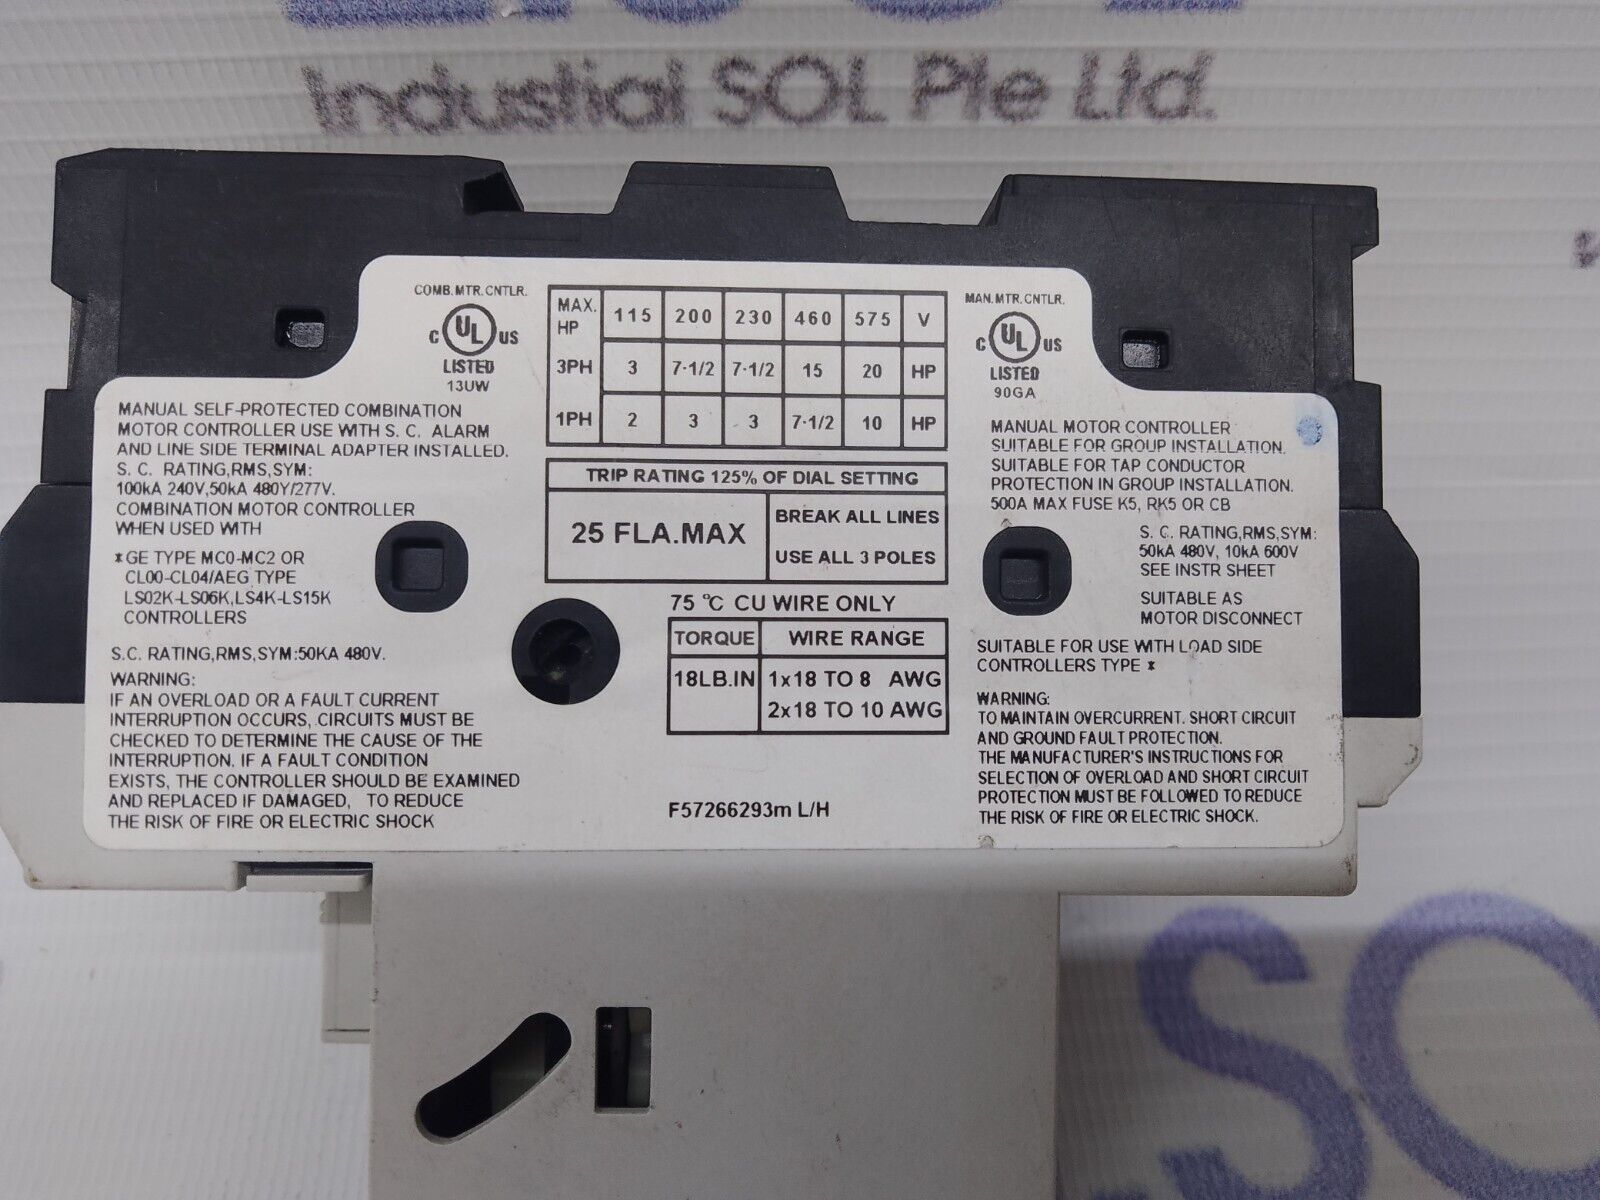 Industial SOL Pte Ltd.
COMB.MTR.CNTLR.
C UL US
LISTED
13UW
MANUAL SELF-PROTECTED COMBINATION
MOTOR CONTROLLER USE WITH S. C. ALARM
AND LINE SIDE TERMINAL ADAPTER INSTALLED.
S. C. RATING,RMS,SYM:
100kA 240V,50kA 480Y/277V.
COMBINATION MOTOR CONTROLLER
WHEN USED WITH
*GE TYPE MC0-MC2 OR
CL00-CL04/AEG TYPE
LS02K-LS06K,LS4K-LS15K
CONTROLLERS
S.C. RATING,RMS,SYM:50KA 480V.
WARNING:
IF AN OVERLOAD OR A FAULT CURRENT
INTERRUPTION OCCURS, CIRCUITS MUST BE
CHECKED TO DETERMINE THE CAUSE OF THE
INTERRUPTION. IF A FAULT CONDITION
EXISTS, THE CONTROLLER SHOULD BE EXAMINED
AND REPLACED IF DAMAGED, TO REDUCE
THE RISK OF FIRE OR ELECTRIC SHOCK
MAX. HP 115 200 230 460 575 V
3PH 3 7-1/2 7-1/2 15 20 HP
1PH 2 3 3 7-1/2 10 HP
TRIP RATING 125% OF DIAL SETTING
25 FLA.MAX
BREAK ALL LINES
USE ALL 3 POLES
75 °C CU WIRE ONLY
TORQUE WIRE RANGE
18LB.IN 1x18 TO 8 AWG
2x18 TO 10 AWG
F57266293m L/H
MAN.MTR.CNTLR.
C UL US
LISTED
90GA
MANUAL MOTOR CONTROLLER
SUITABLE FOR GROUP INSTALLATION.
SUITABLE FOR TAP CONDUCTOR
PROTECTION IN GROUP INSTALLATION.
500A MAX FUSE K5, RK5 OR CB
S. C. RATING,RMS,SYM:
50kA 480V, 10kA 600V
SEE INSTR SHEET
SUITABLE AS
MOTOR DISCONNECT
SUITABLE FOR USE WITH LOAD SIDE
CONTROLLERS TYPE *
WARNING:
TO MAINTAIN OVERCURRENT. SHORT CIRCUIT
AND GROUND FAULT PROTECTION.
THE MANUFACTURER'S INSTRUCTIONS FOR
SELECTION OF OVERLOAD AND SHORT CIRCUIT
PROTECTION MUST BE FOLLOWED TO REDUCE
THE RISK OF FIRE OR ELECTRIC SHOCK.
SO